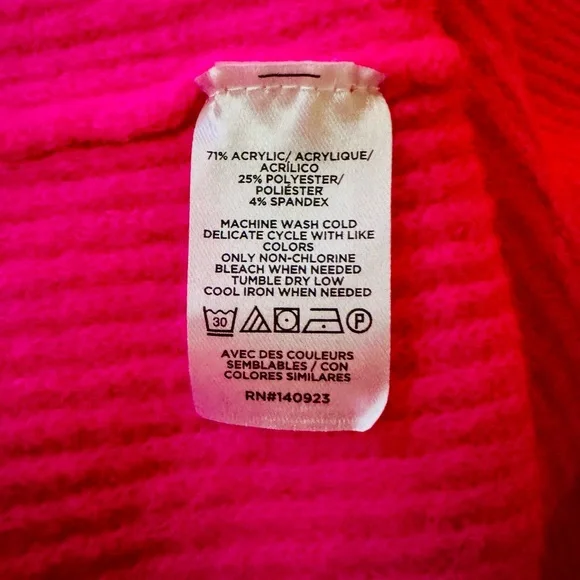 71% ACRYLIC/ ACRYLIQUE/
ACRÍLICO
25% POLYESTER/
POLIÉSTER
4% SPANDEX
MACHINE WASH COLD
DELICATE CYCLE WITH LIKE
COLORS
ONLY NON-CHLORINE
BLEACH WHEN NEEDED
TUMBLE DRY LOW
COOL IRON WHEN NEEDED
30 P
AVEC DES COULEURS
SEMBLABLES / CON
COLORES SIMILARES
RN#140923